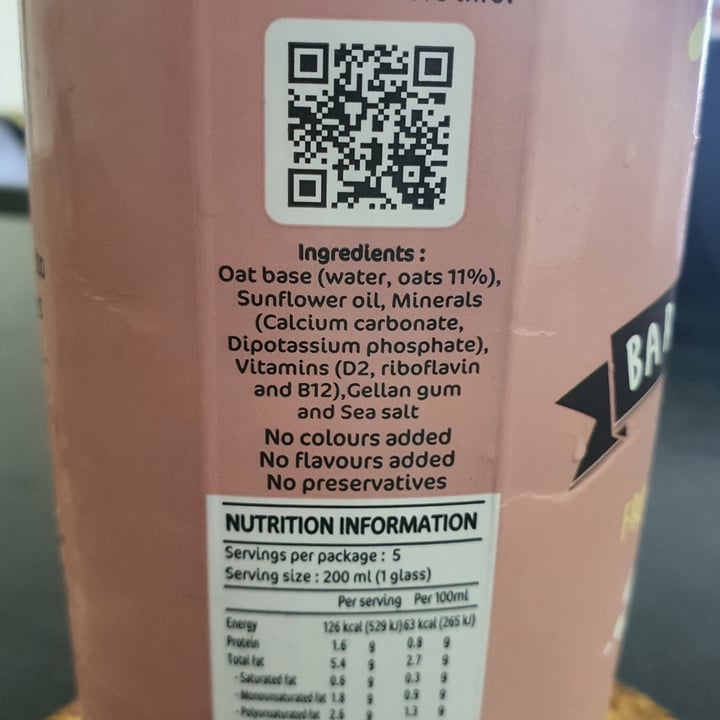 Ingredients :
Oat base (water, oats 11%),
Sunflower oil, Minerals
(Calcium carbonate,
Dipotassium phosphate),
Vitamins (D2, riboflavin
and B12),Gellan gum
and Sea salt
No colours added
No flavours added
No preservatives
NUTRITION INFORMATION
Servings per package : 5
Serving size : 200 ml (1 glass)
Per serving Per 100ml
Energy 126 kcal (529 kJ) 63 kcal (265 kJ)
Protein 1.6 g 0.8 g
Total fat 5.4 g 2.7 g
- Saturated fat 0.6 g 0.3 g
- Monounsaturated fat 1.8 g 0.9 g
- Polyunsaturated fat 2.6 g 1.3 g